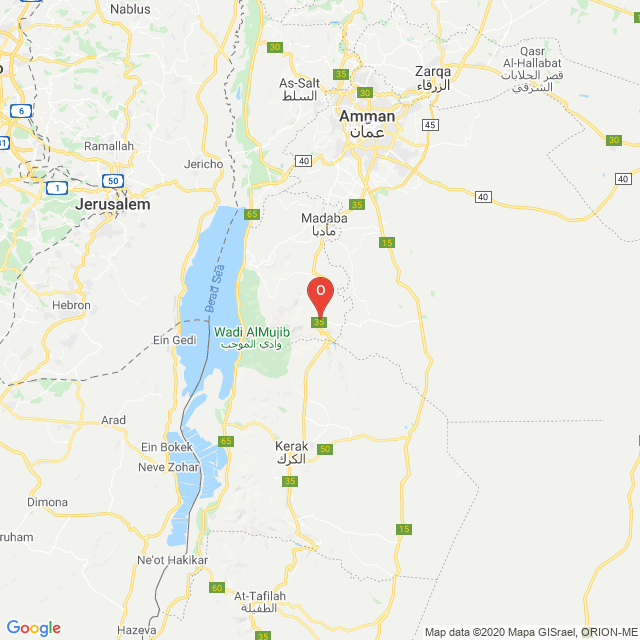 Nablus
Qasr
Al-Hallabat
قصر الحلابات
الشرقي
30
65
As-Salt
السلط
35
30
Zarqa
الزرقاء
6
Amman
عمان
45
Ramallah
30
Jericho
40
50
1
40
40
Jerusalem
35
65
Madaba
مأدبا
15
Dead Sea
O
35
Hebron
Wadi AlMujib
وادي الموجب
Ein Gedi
Arad
65
Ein Bokek
Kerak
الكرك
50
Neve Zohar
35
Dimona
15
ruham
Ne'ot Hakikar
60
At-Tafilah
الطفيلة
Hazeva
35
15
Google
Map data ©2020 Mapa GISrael, ORION-ME